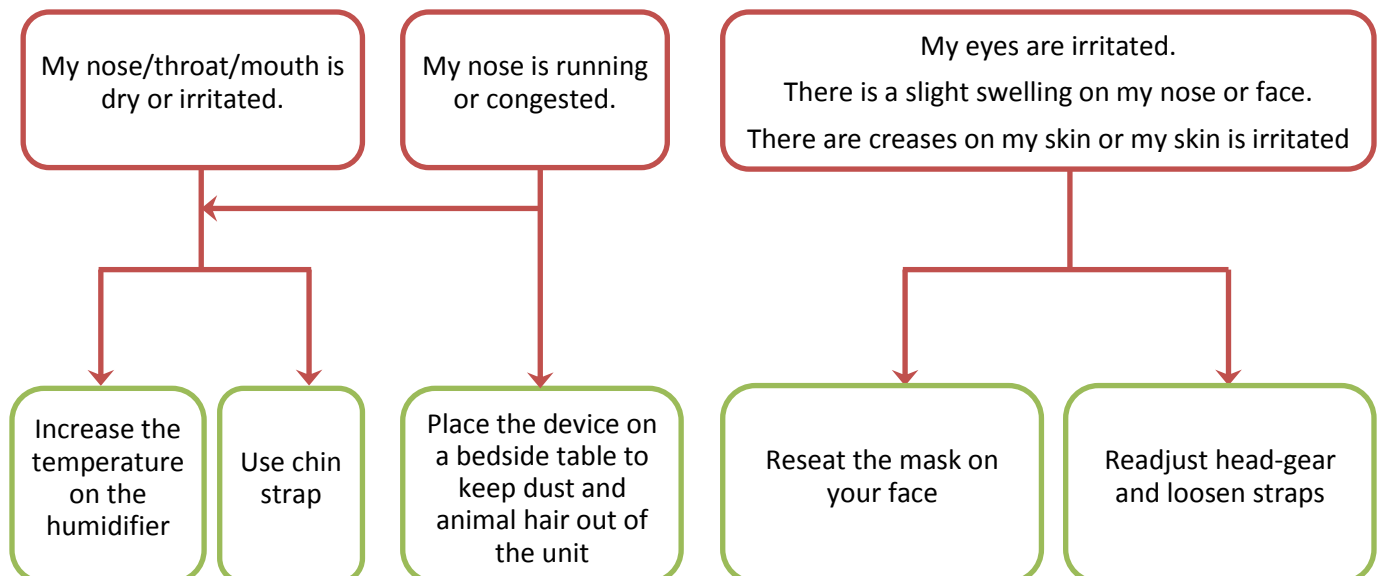 My nose/throat/mouth is
dry or irritated.
My nose is running
or congested.
My eyes are irritated.
There is a slight swelling on my nose or face.
There are creases on my skin or my skin is irritated
Increase the
temperature
on the
humidifier
Use chin
strap
Place the device on
a bedside table to
keep dust and
animal hair out of
the unit
Reseat the mask on
your face
Readjust head-gear
and loosen straps